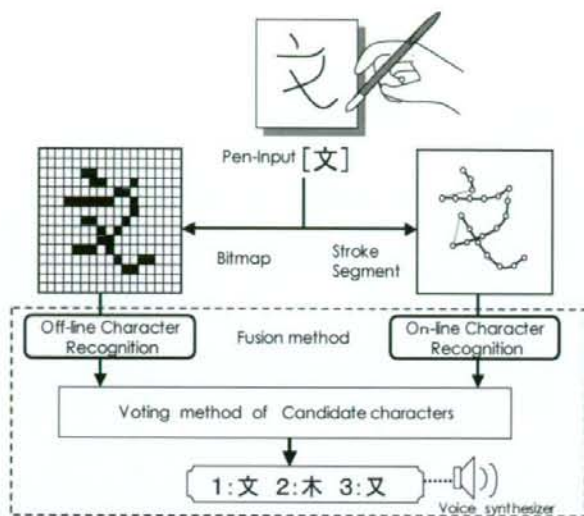 Pen-Input [文]
Bitmap
Stroke
Segment
Off-line Character
Recognition
Fusion method
On-line Character
Recognition
Voting method of Candidate characters
1:文 2:木 3:又
Voice synthesizer